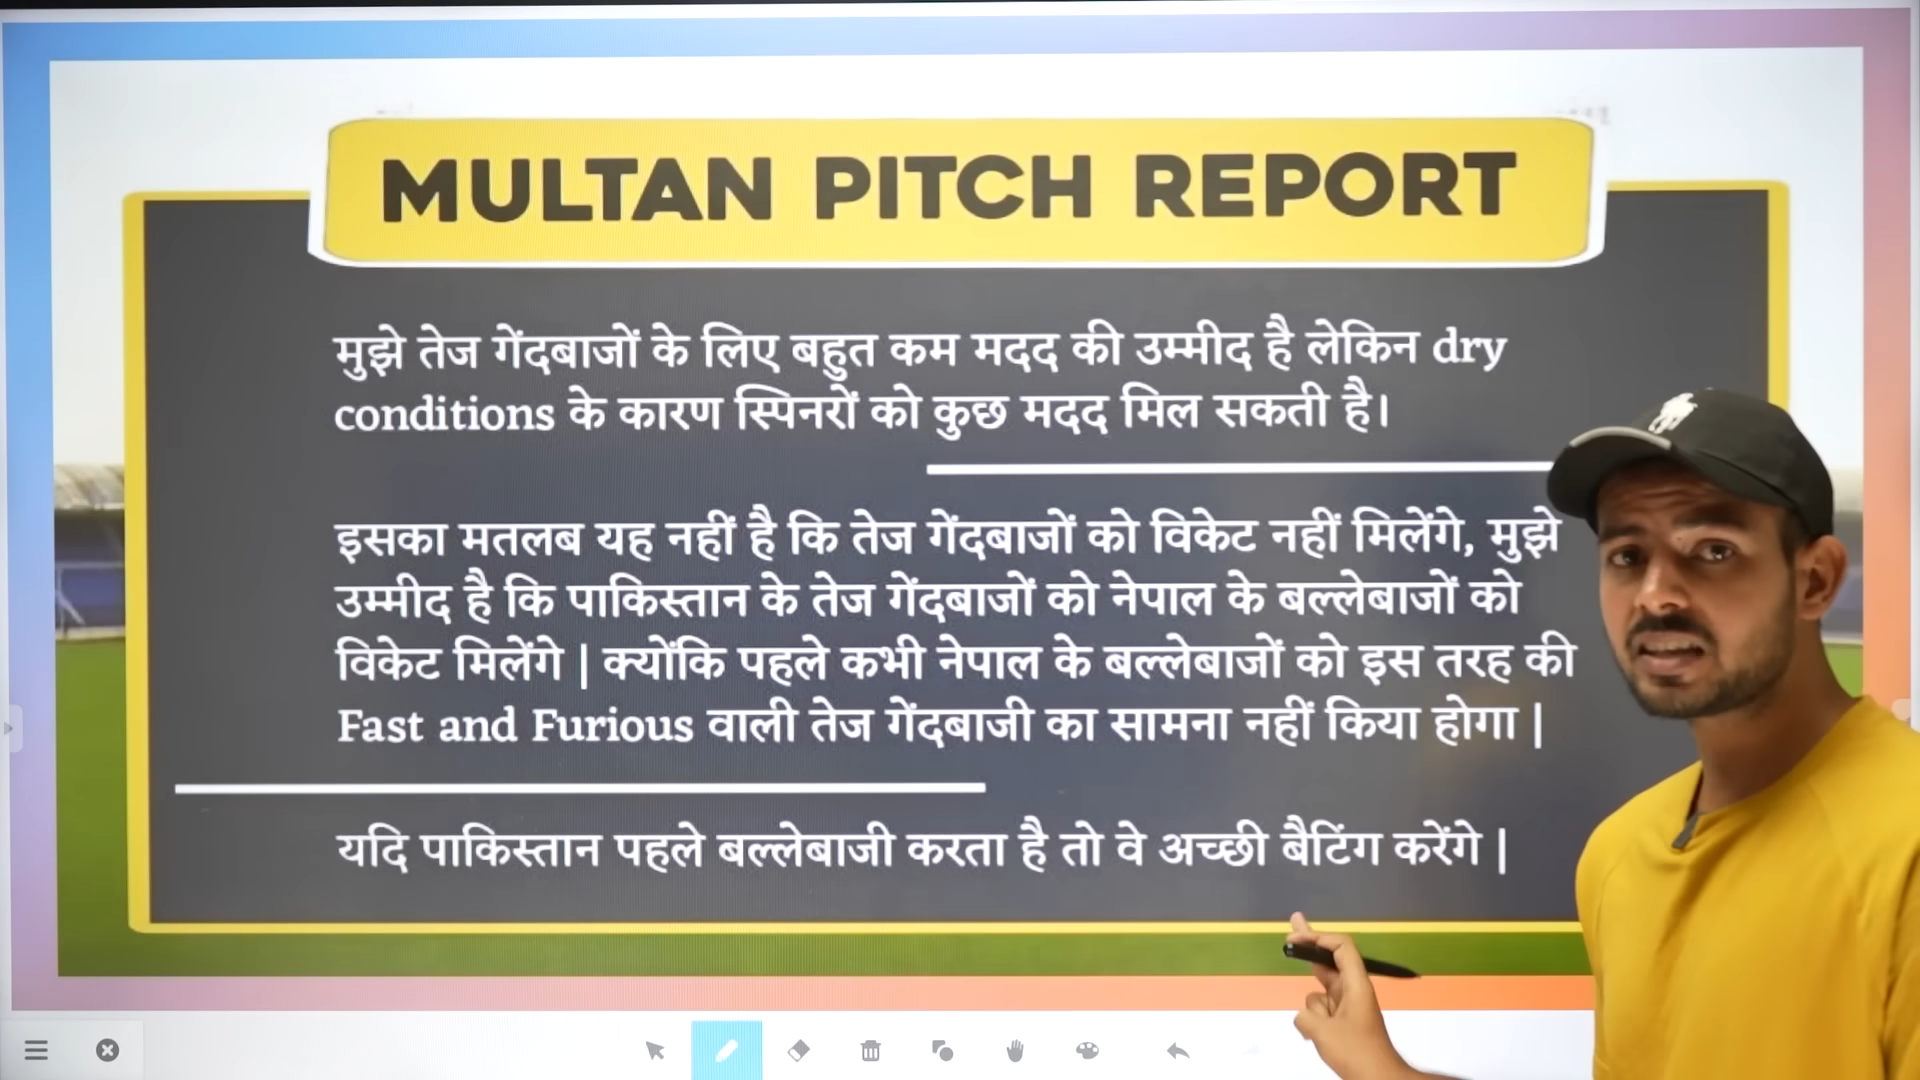 MULTAN PITCH REPORT
मुझे तेज गेंदबाजों के लिए बहुत कम मदद की उम्मीद है लेकिन dry
conditions के कारण स्पिनरों को कुछ मदद मिल सकती है।
इसका मतलब यह नहीं है कि तेज गेंदबाजों को विकेट नहीं मिलेंगे, मुझे
उम्मीद है कि पाकिस्तान के तेज गेंदबाजों को नेपाल के बल्लेबाजों को
विकेट मिलेंगे | क्योंकि पहले कभी नेपाल के बल्लेबाजों को इस तरह की
Fast and Furious वाली तेज गेंदबाजी का सामना नहीं किया होगा |
यदि पाकिस्तान पहले बल्लेबाजी करता है तो वे अच्छी बैटिंग करेंगे |